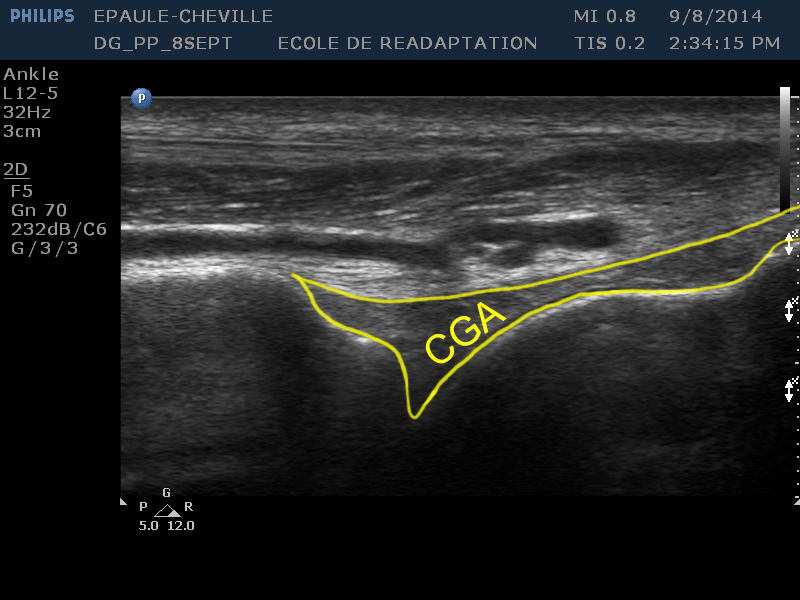 PHILIPS EPAULE-CHEVILLE MI 0.8 9/8/2014
DG_PP_8SEPT ECOLE DE READAPTATION TIS 0.2 2:34:15 PM
Ankle
L12-5
32Hz
3cm
2D
F5
Gn 70
232dB/C6
G/3/3
P
CGA
G
P R
5.0 12.0